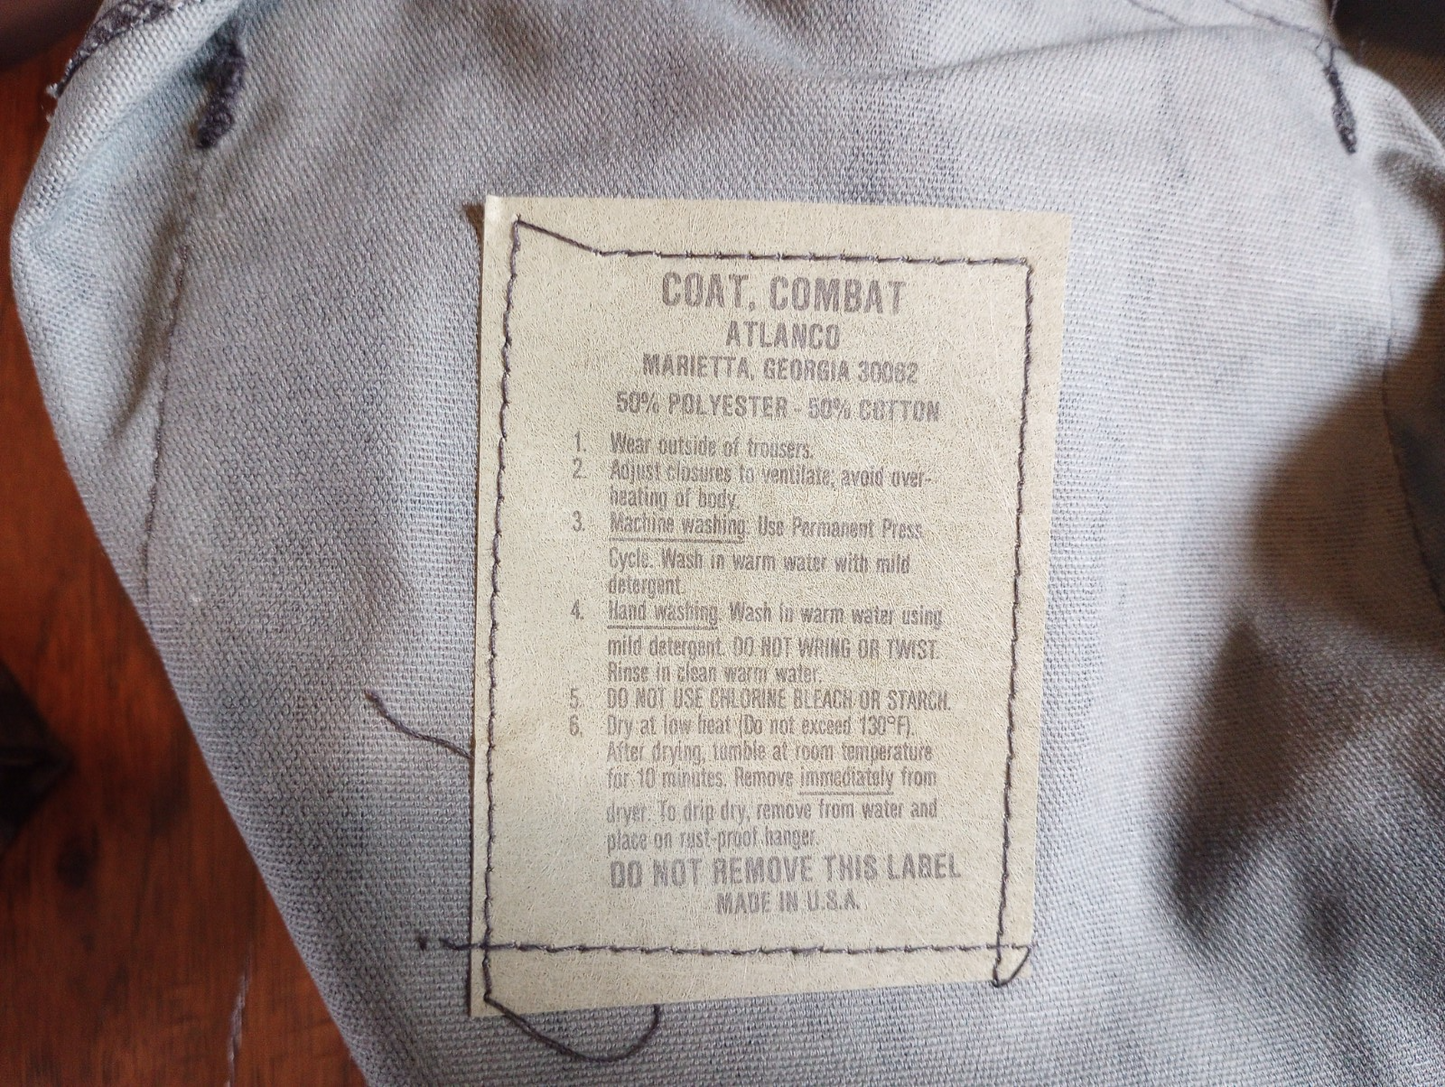 COAT, COMBAT
ATLANCO
MARIETTA, GEORGIA 30062
50% POLYESTER - 50% COTTON
1. Wear outside of trousers.
2. Adjust closures to ventilate; avoid over-
heating of body.
3. Machine washing. Use Permanent Press
Cycle. Wash in warm water with mild
detergent.
4. Hand washing. Wash in warm water using
mild detergent. DO NOT WRING OR TWIST.
Rinse in clean warm water.
5. DO NOT USE CHLORINE BLEACH OR STARCH.
6. Dry at low heat (Do not exceed 130°F).
After drying, tumble at room temperature
for 10 minutes. Remove immediately from
dryer. To drip dry, remove from water and
place on rust-proof hanger.
DO NOT REMOVE THIS LABEL
MADE IN U.S.A.